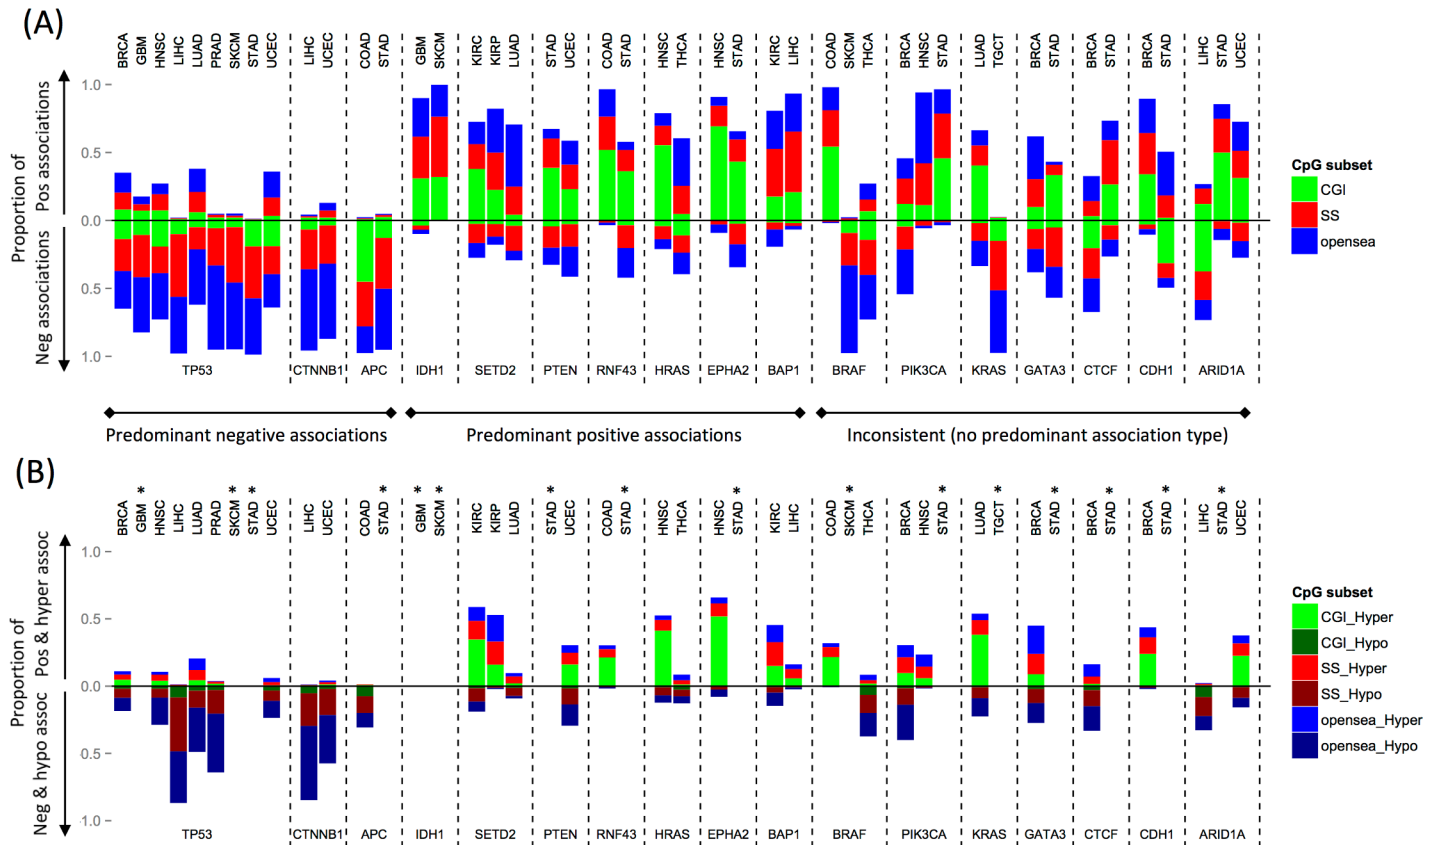 (A)
BRCA GBM HNSC LIHC LUAD PRAD SKCM STAD UCEC LIHC UCEC COAD STAD GBM SKCM KIRC KIRP LUAD STAD UCEC COAD STAD HNSC THCA HNSC STAD KIRC LIHC COAD SKCM THCA BRCA HNSC STAD LUAD TGCT BRCA STAD BRCA STAD BRCA STAD LIHC STAD UCEC
Proportion of
Pos associations
Neg associations
1.0
0.5
0.0
0.5
1.0
CpG subset
CGI
SS
opensea
TP53 CTNNB1 APC IDH1 SETD2 PTEN RNF43 HRAS EPHA2 BAP1 BRAF PIK3CA KRAS GATA3 CTCF CDH1 ARID1A
Predominant negative associations
Predominant positive associations
Inconsistent (no predominant association type)
(B)
BRCA GBM * HNSC LIHC LUAD PRAD SKCM * STAD * UCEC LIHC UCEC COAD STAD * GBM * SKCM * KIRC KIRP LUAD STAD * UCEC COAD STAD * HNSC THCA HNSC STAD * KIRC LIHC COAD SKCM * THCA BRCA HNSC STAD * LUAD TGCT * BRCA STAD * BRCA STAD * BRCA STAD * LIHC STAD * UCEC
Proportion of
Pos & hyper assoc
Neg & hypo assoc
1.0
0.5
0.0
0.5
1.0
CpG subset
CGI_Hyper
CGI_Hypo
SS_Hyper
SS_Hypo
opensea_Hyper
opensea_Hypo
TP53 CTNNB1 APC IDH1 SETD2 PTEN RNF43 HRAS EPHA2 BAP1 BRAF PIK3CA KRAS GATA3 CTCF CDH1 ARID1A